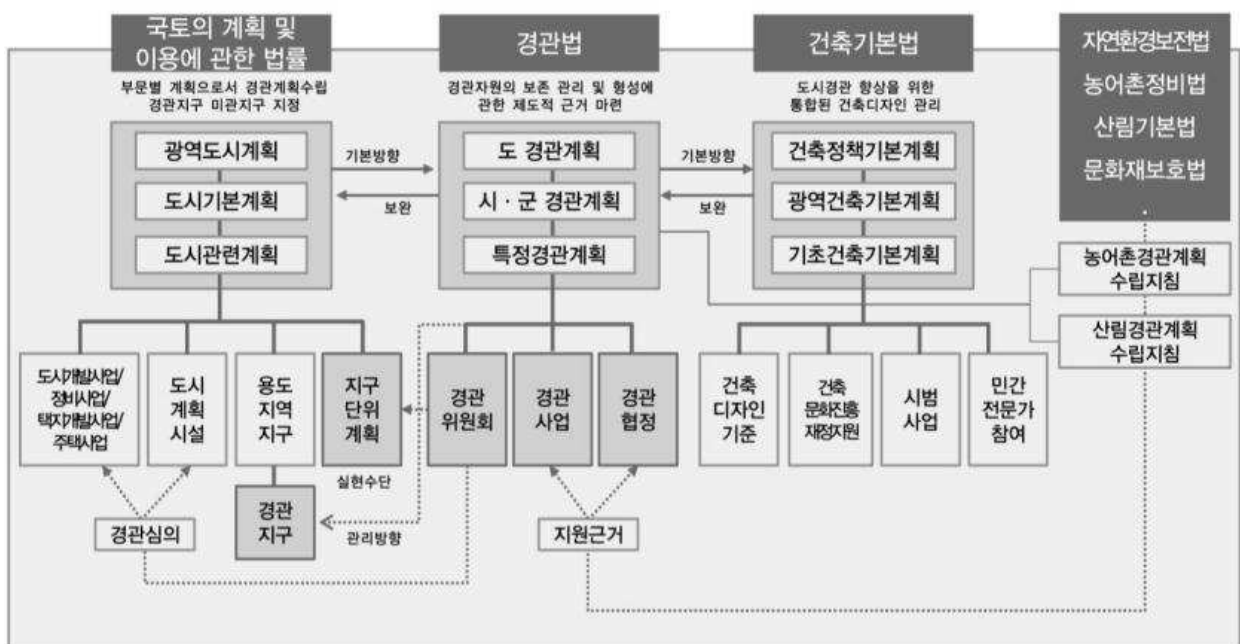 국토의 계획 및
이용에 관한 법률
부문별 계획으로서 경관계획수립
경관지구 미관지구 지정
광역도시계획
도시기본계획
도시관련계획
기본방향
보완
경관법
경관자원의 보존 관리 및 형성에
관한 제도적 근거 마련
도 경관계획
시 · 군 경관계획
특정경관계획
기본방향
보완
건축기본법
도시경관 향상을 위한
통합된 건축디자인 관리
건축정책기본계획
광역건축기본계획
기초건축기본계획
자연환경보전법
농어촌정비법
산림기본법
문화재보호법
.
농어촌경관계획
수립지침
산림경관계획
수립지침
도시개발사업/
정비사업/
택지개발사업/
주택사업
도시
계획
시설
용도
지역
지구
지구
단위
계획
경관
위원회
경관
사업
경관
협정
건축
디자인
기준
건축
문화진흥
재정지원
시범
사업
민간
전문가
참여
실현수단
경관심의
경관
지구
관리방향
지원근거